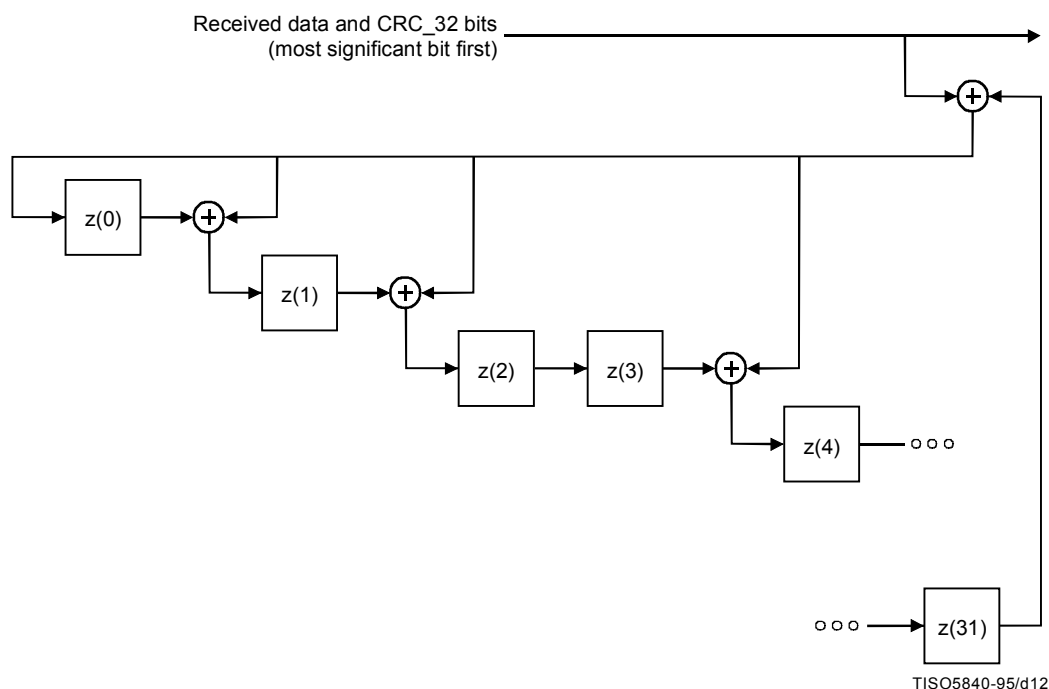 Received data and CRC_32 bits
(most significant bit first)
z(0)
z(1)
z(2)
z(3)
z(4)
z(31)
TISO5840-95/d12